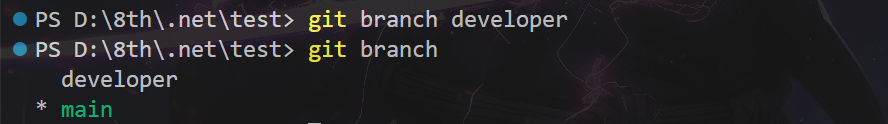 PS D:\8th\.net\test> git branch developer
PS D:\8th\.net\test> git branch
developer
* main